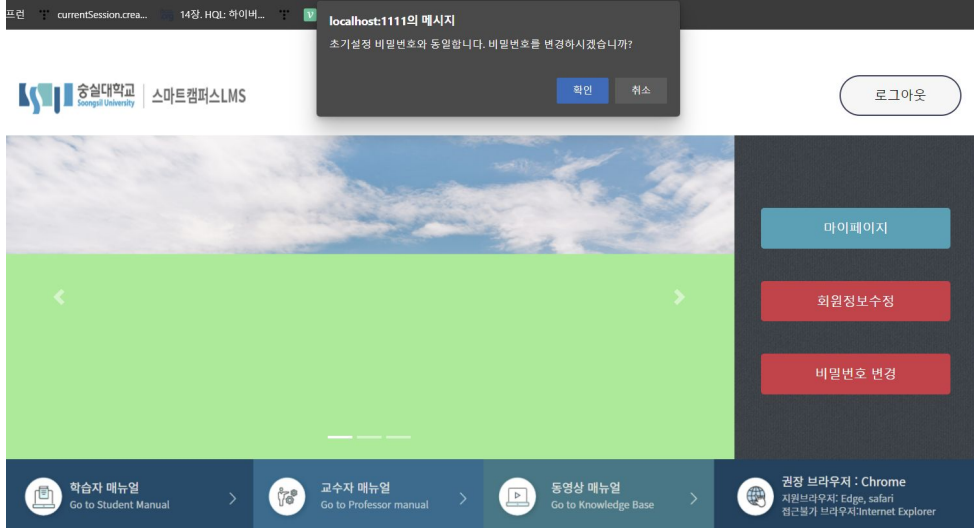 프런
currentSession.crea...
14장. HQL: 하이버...
localhost:1111의 메시지
초기설정 비밀번호와 동일합니다. 비밀번호를 변경하시겠습니까?
확인
취소
숭실대학교
Soongsil University
스마트캠퍼스LMS
로그아웃
마이페이지
회원정보수정
비밀번호 변경
학습자 매뉴얼
Go to Student Manual
교수자 매뉴얼
Go to Professor manual
동영상 매뉴얼
Go to Knowledge Base
권장 브라우저 : Chrome
지원브라우저: Edge, safari
접근불가 브라우저:Internet Explorer